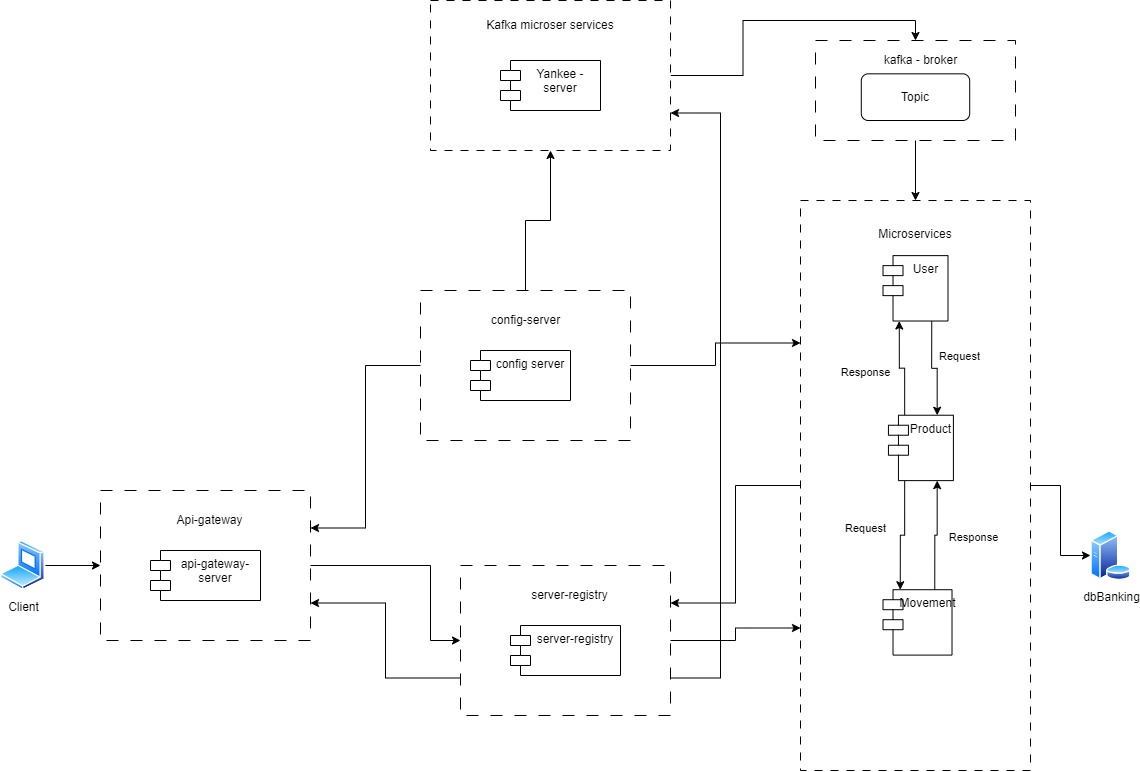 Kafka microser services
Yankee -
server
kafka - broker
Topic
Microservices
User
Request
Response
config-server
config server
Product
Api-gateway
api-gateway-
server
Client
Request
Response
server-registry
server-registry
dbBanking
Movement